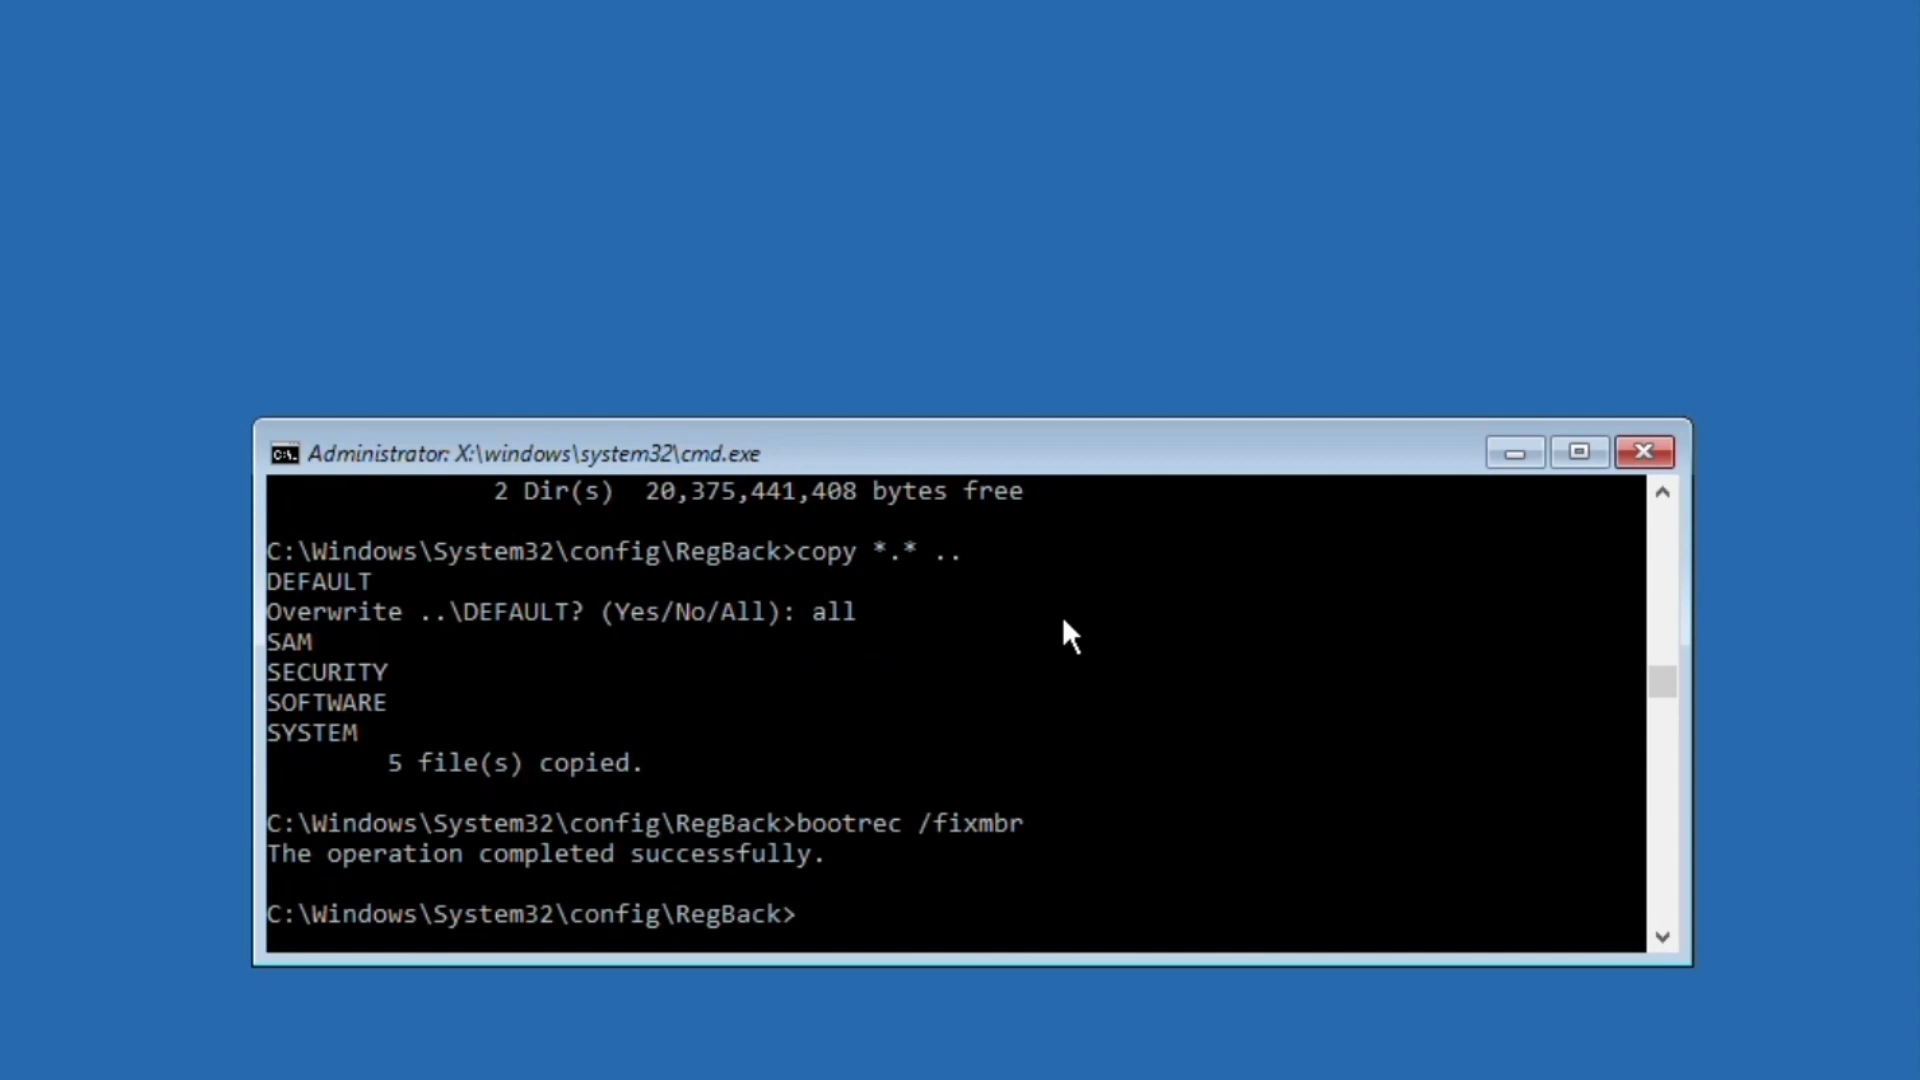 Administrator: X:\windows\system32\cmd.exe
2 Dir(s)  20,375,441,408 bytes free
C:\Windows\System32\config\RegBack>copy *.* ..
DEFAULT
Overwrite ..\DEFAULT? (Yes/No/All): all
SAM
SECURITY
SOFTWARE
SYSTEM
5 file(s) copied.
C:\Windows\System32\config\RegBack>bootrec /fixmbr
The operation completed successfully.
C:\Windows\System32\config\RegBack>